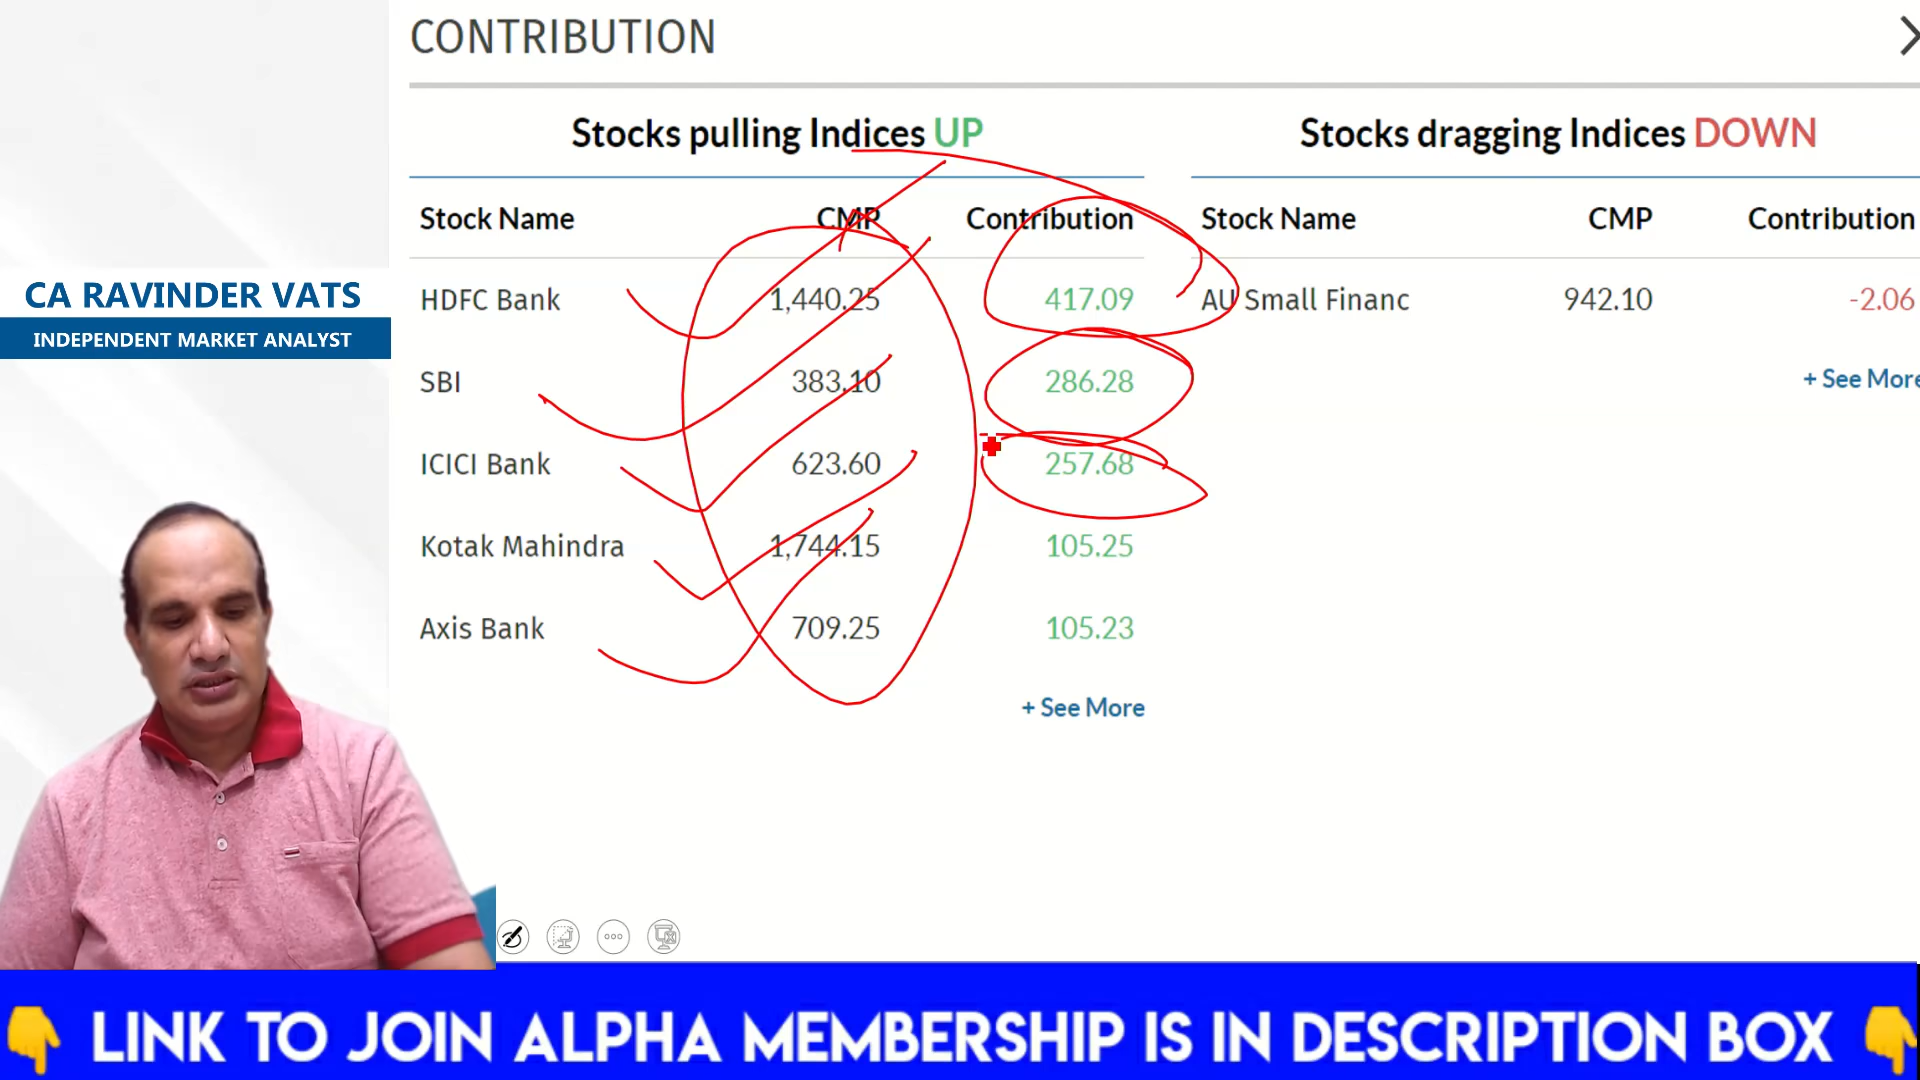 CONTRIBUTION
Stocks pulling Indices UP
Stocks dragging Indices DOWN
Stock Name CMP Contribution
Stock Name CMP Contribution
HDFC Bank 1,440.25 417.09
AU Small Financ 942.10 -2.06
SBI 383.10 286.28
+ See More
ICICI Bank 623.60 257.68
Kotak Mahindra 1,744.15 105.25
Axis Bank 709.25 105.23
+ See More
CA RAVINDER VATS
INDEPENDENT MARKET ANALYST
LINK TO JOIN ALPHA MEMBERSHIP IS IN DESCRIPTION BOX